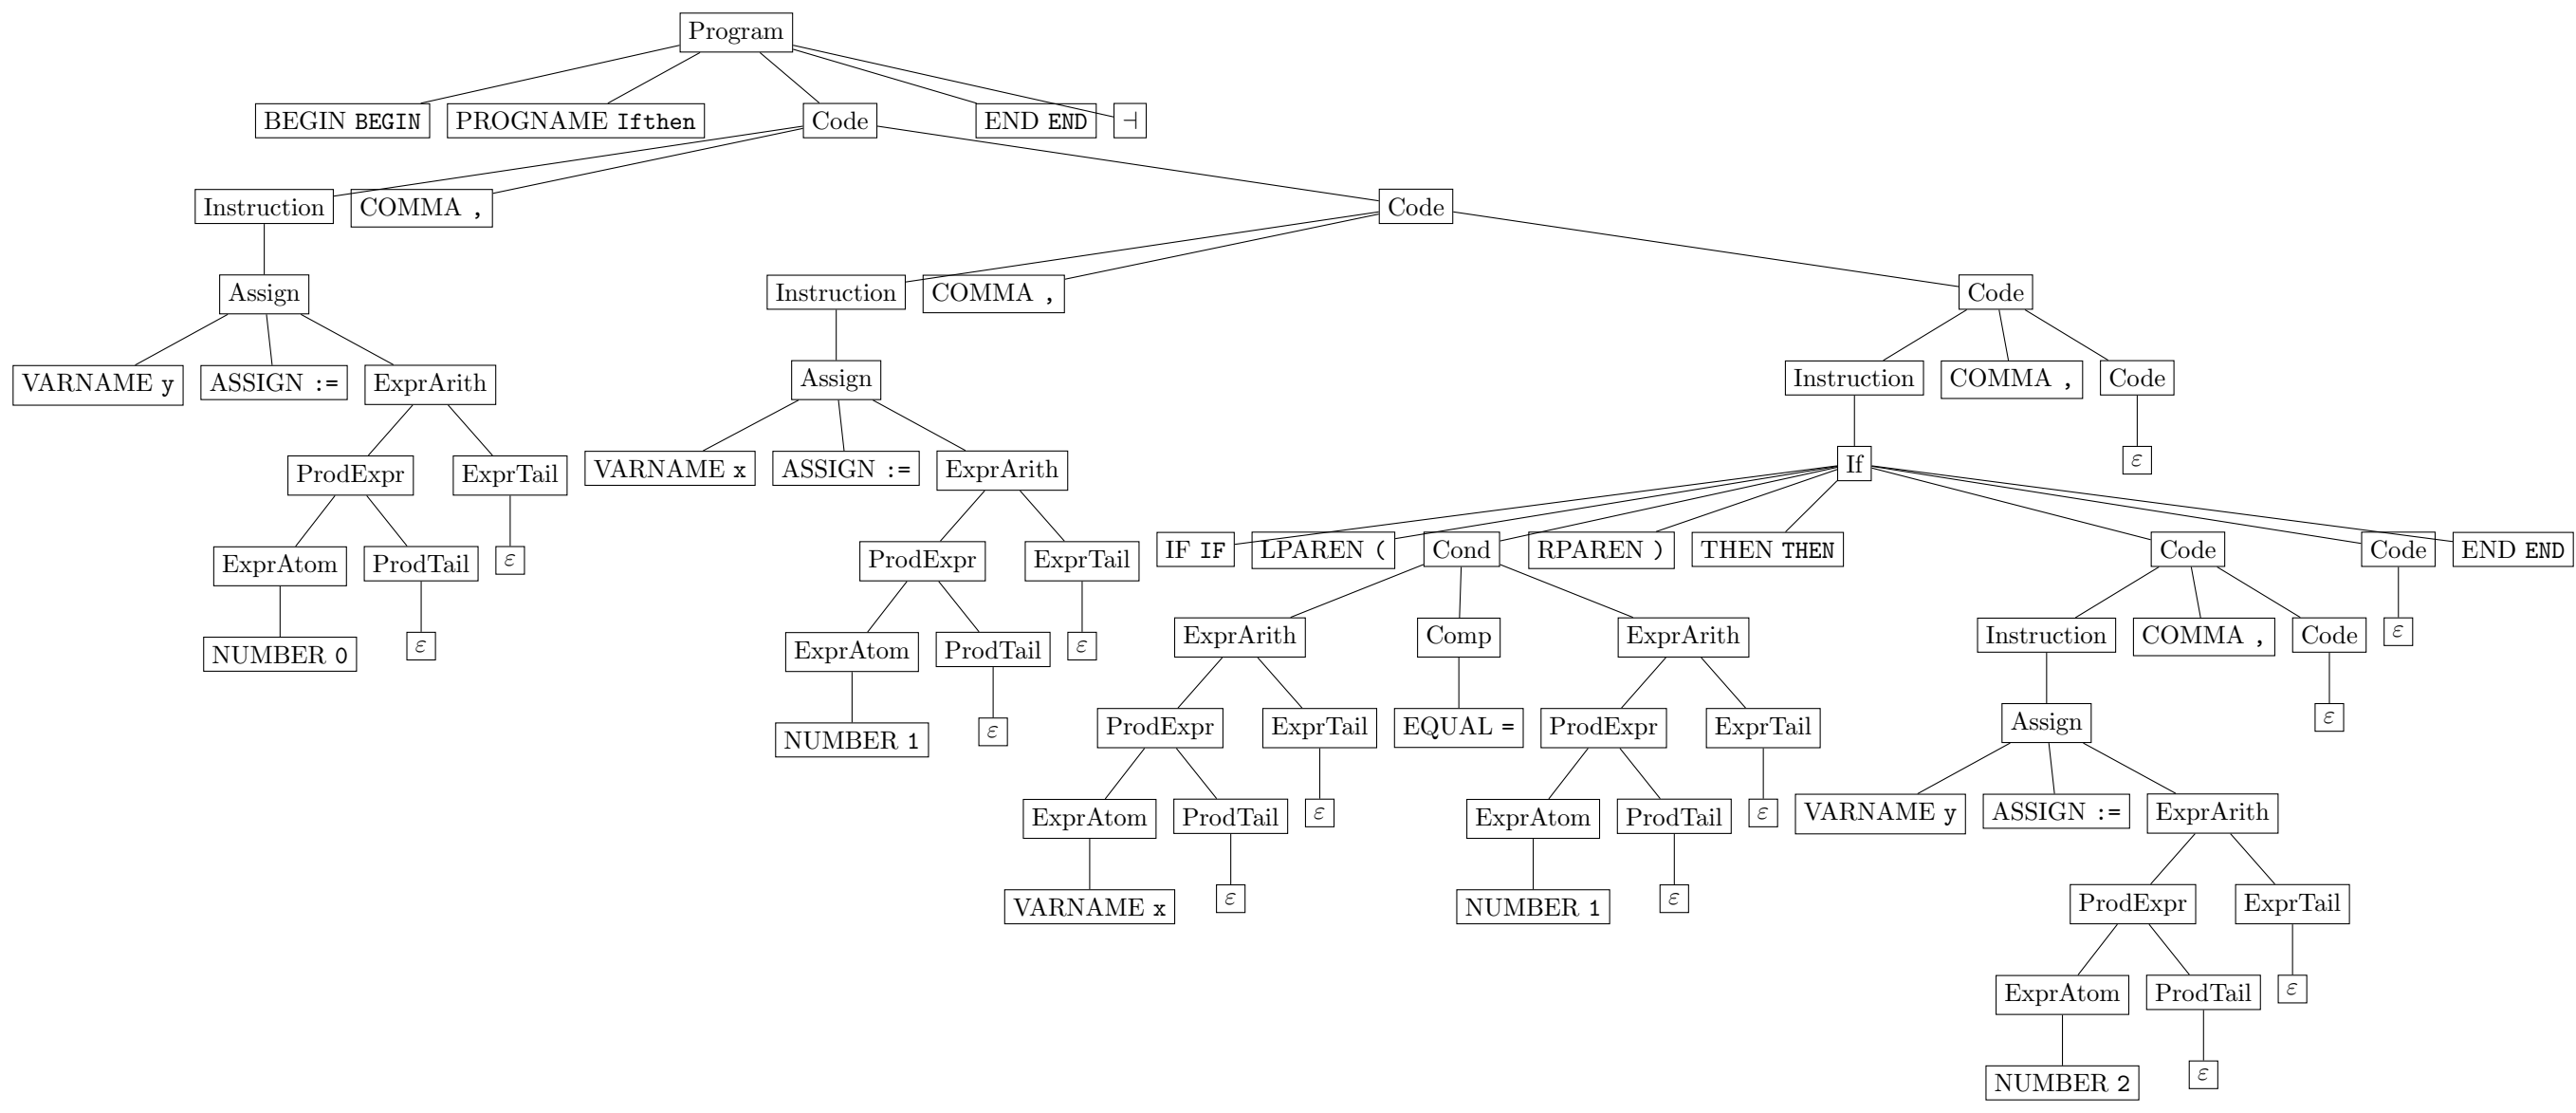 Program
BEGIN BEGIN PROGNAME Ifthen Code END END ⊣
Instruction COMMA , Code
Assign Instruction COMMA , Code
VARNAME y ASSIGN := ExprArith Assign Instruction COMMA , Code
ProdExpr ExprTail VARNAME x ASSIGN := ExprArith If ε
ExprAtom ProdTail ε ProdExpr ExprTail IF IF LPAREN ( Cond RPAREN ) THEN THEN Code Code END END
NUMBER 0 ε ExprAtom ProdTail ε ExprArith Comp ExprArith Instruction COMMA , Code ε
NUMBER 1 ε ProdExpr ExprTail EQUAL = ProdExpr ExprTail Assign ε
ExprAtom ProdTail ε ExprAtom ProdTail ε VARNAME y ASSIGN := ExprArith
VARNAME x ε NUMBER 1 ε ProdExpr ExprTail
ExprAtom ProdTail ε
NUMBER 2 ε